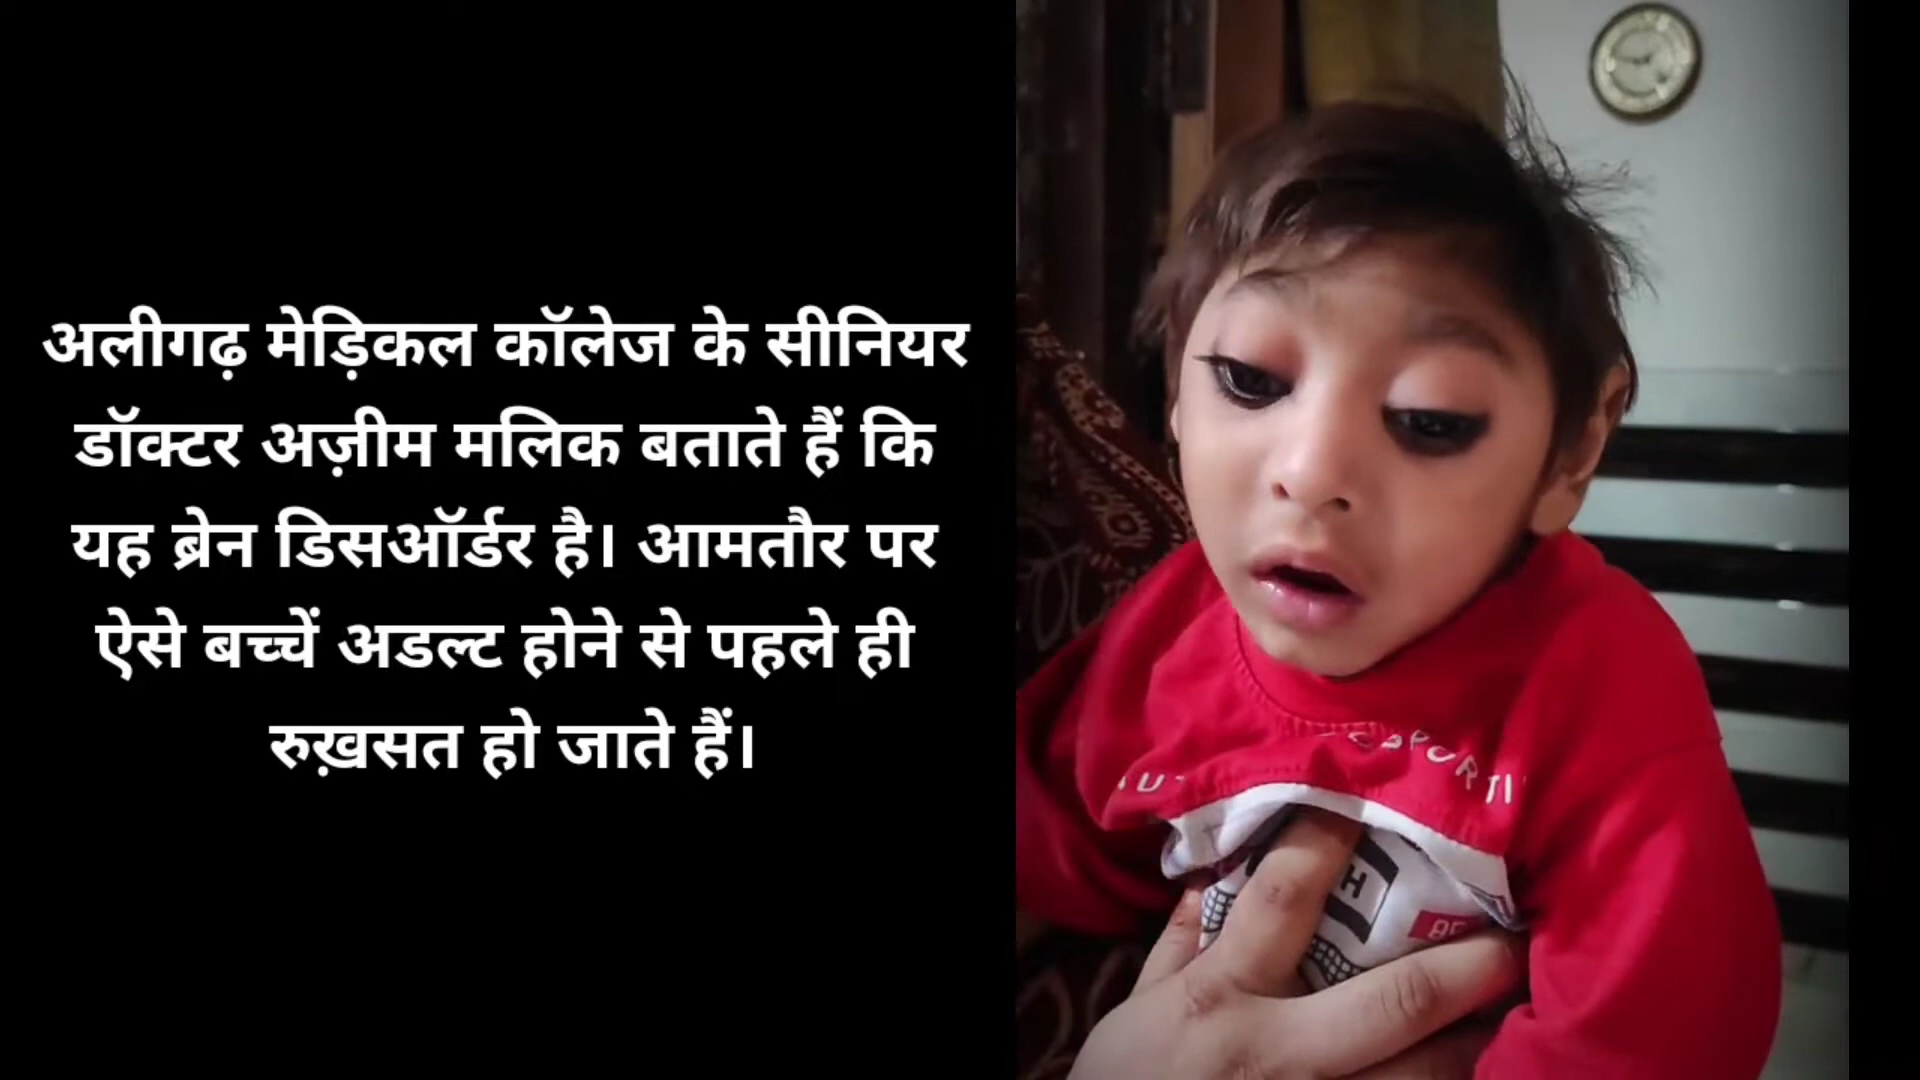 अलीगढ़ मेड़िकल कॉलेज के सीनियर
डॉक्टर अज़ीम मलिक बताते हैं कि
यह ब्रेन डिसऑर्डर है। आमतौर पर
ऐसे बच्चें अडल्ट होने से पहले ही
रुख़सत हो जाते हैं।